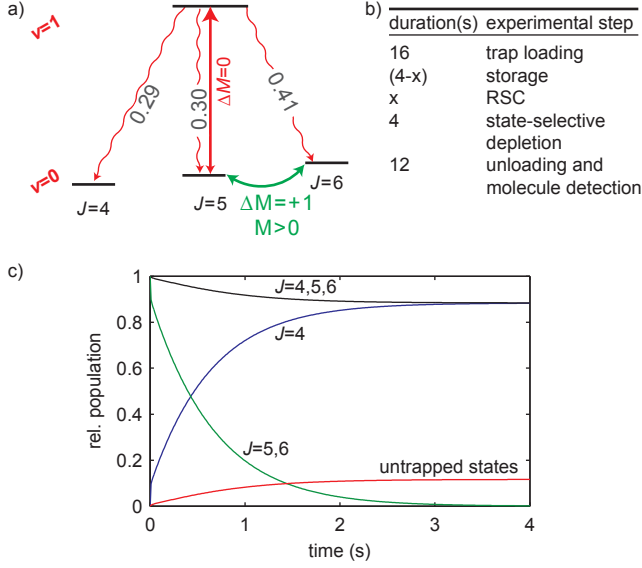 a)
v=1
0.29
0.30
ΔM=0
0.41
v=0
J=4
J=5
J=6
ΔM=+1
M>0
b)
duration(s) experimental step
16 trap loading
(4-x) storage
x RSC
4 state-selective
depletion
12 unloading and
molecule detection
c)
rel. population
1
0.8
0.6
0.4
0.2
0
J=4,5,6
J=4
J=5,6
untrapped states
0 1 2 3 4
time (s)